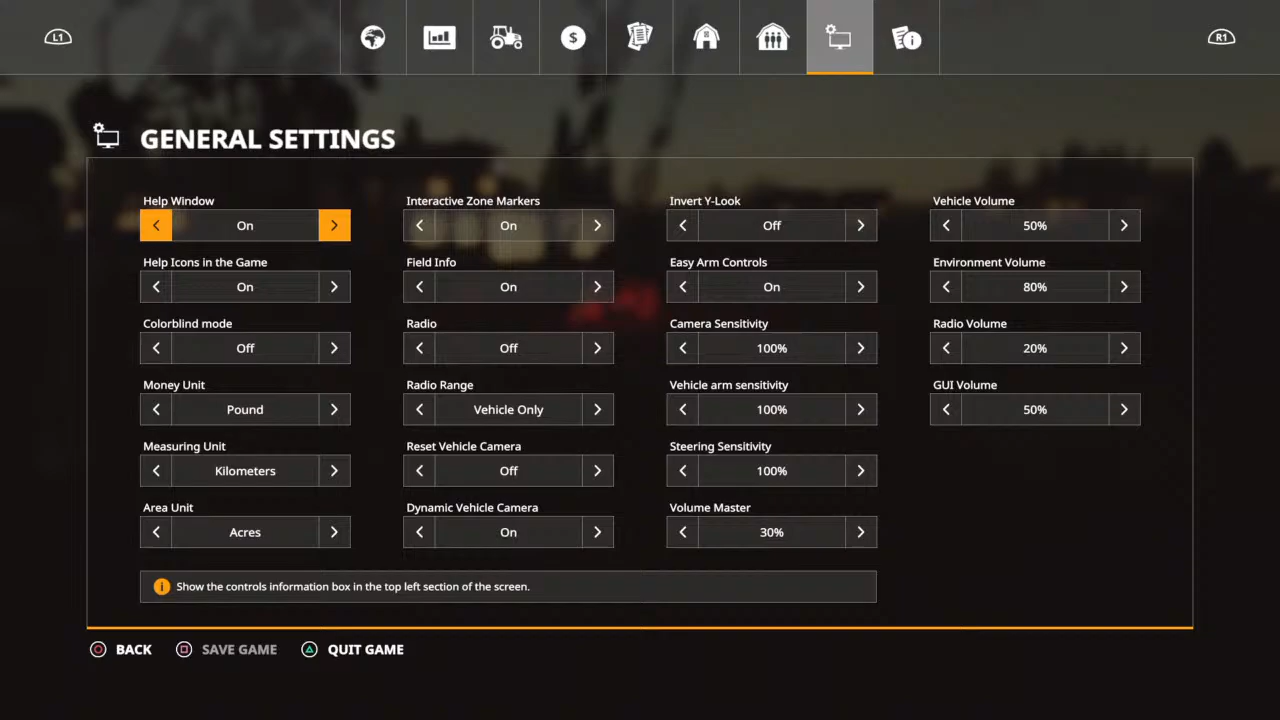 L1
R1
GENERAL SETTINGS
Help Window
On
Help Icons in the Game
On
Colorblind mode
Off
Money Unit
Pound
Measuring Unit
Kilometers
Area Unit
Acres
Interactive Zone Markers
On
Field Info
On
Radio
Off
Radio Range
Vehicle Only
Reset Vehicle Camera
Off
Dynamic Vehicle Camera
On
Invert Y-Look
Off
Easy Arm Controls
On
Camera Sensitivity
100%
Vehicle arm sensitivity
100%
Steering Sensitivity
100%
Volume Master
30%
Vehicle Volume
50%
Environment Volume
80%
Radio Volume
20%
GUI Volume
50%
Show the controls information box in the top left section of the screen.
BACK SAVE GAME QUIT GAME